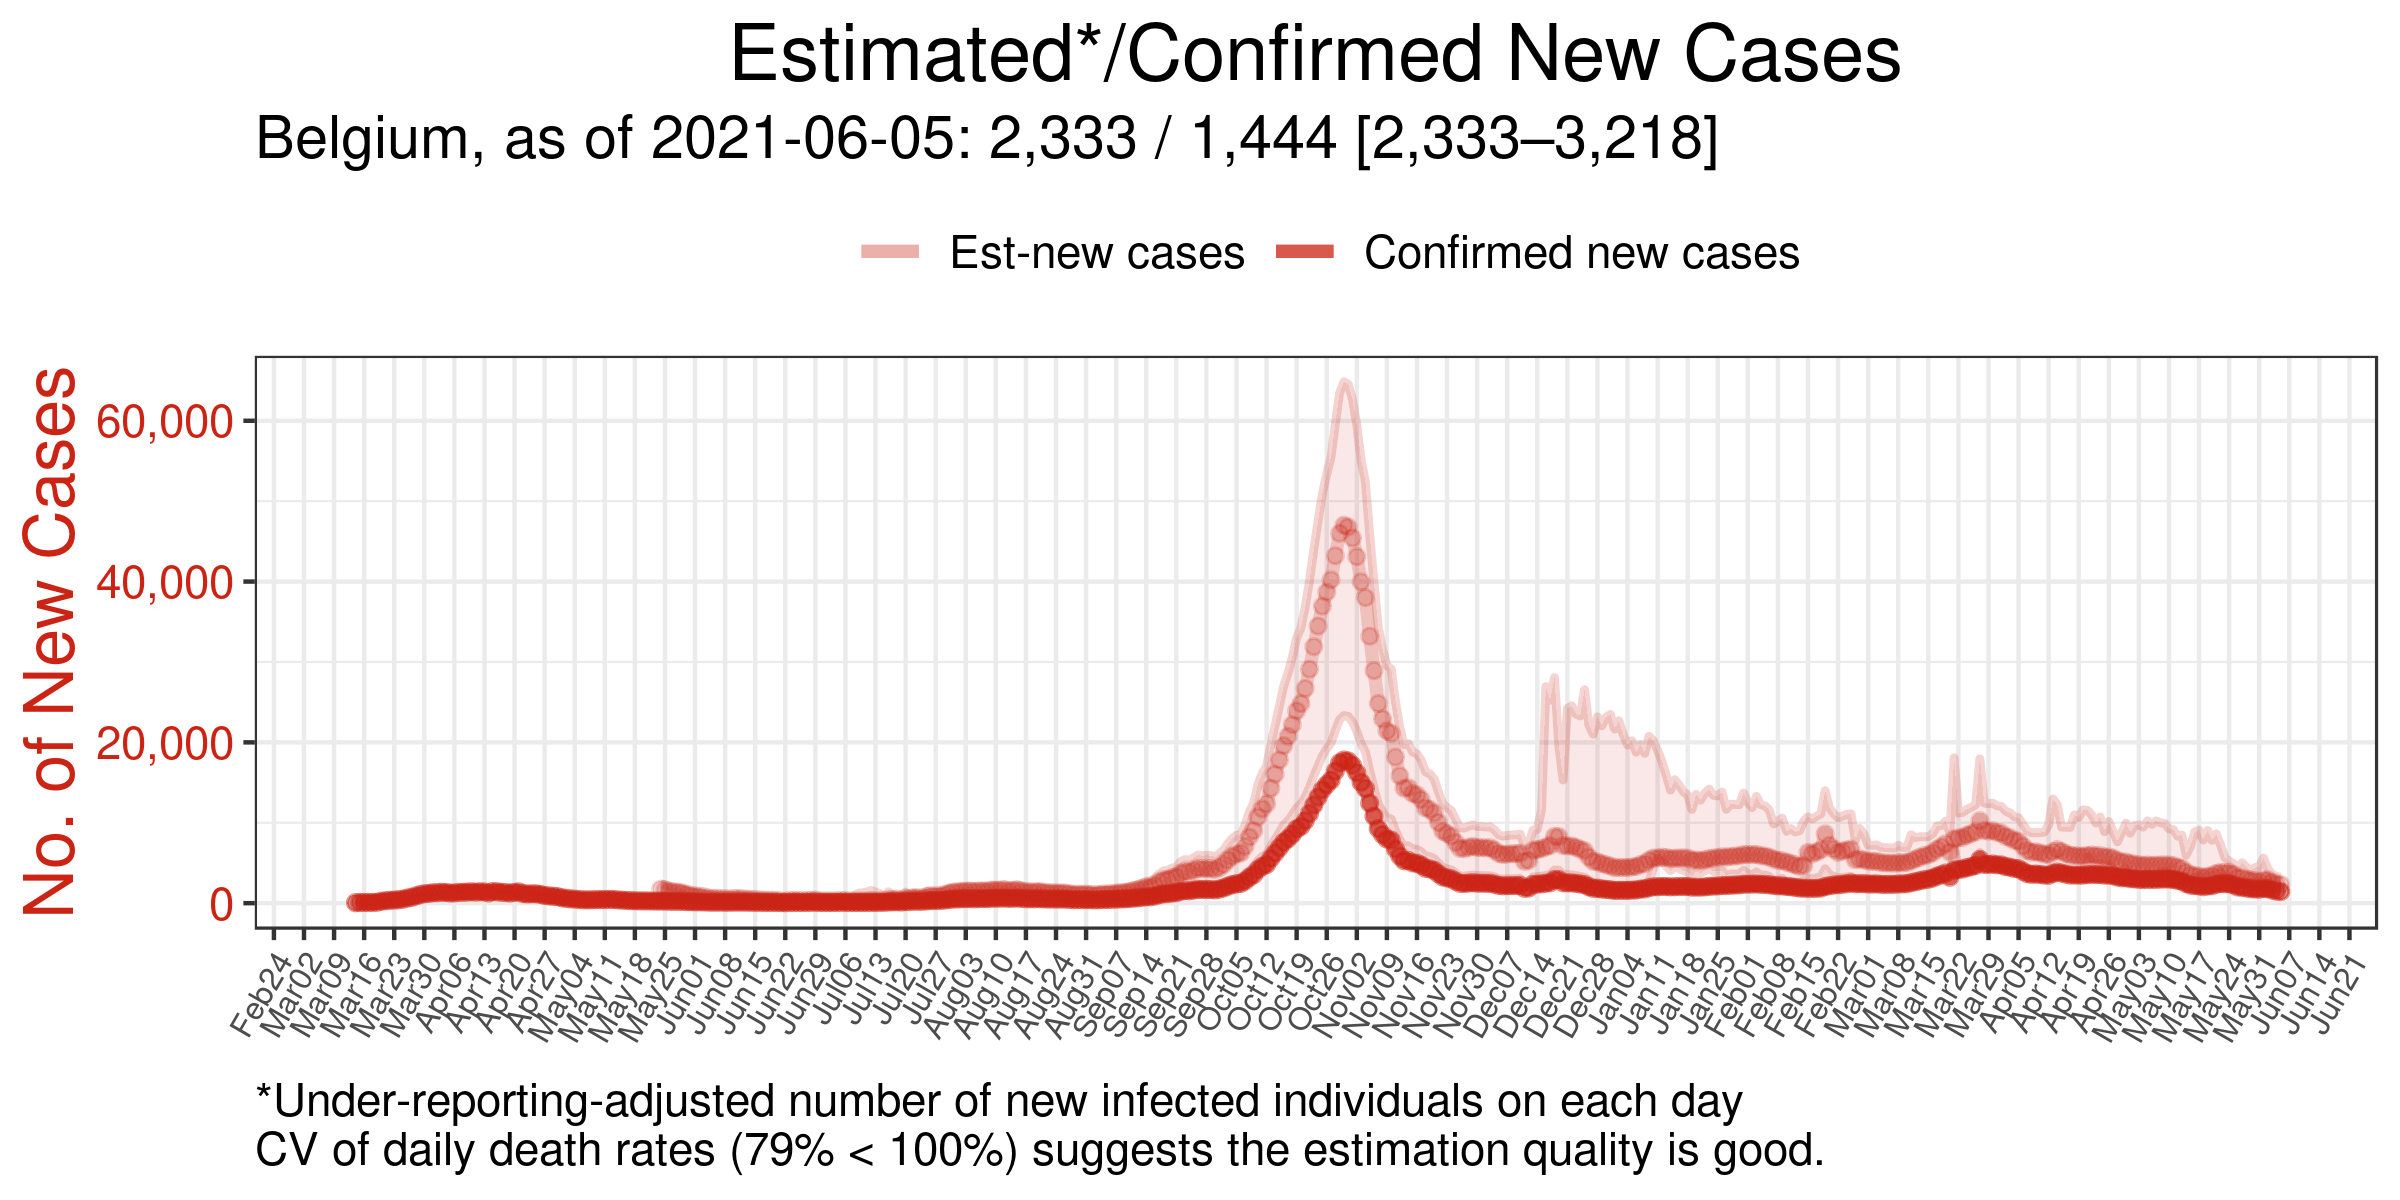 Estimated*/Confirmed New Cases
Belgium, as of 2021-06-05: 2,333 / 1,444 [2,333–3,218]
Est-new cases Confirmed new cases
No. of New Cases
60,000
40,000
20,000
0
Feb24 Mar02 Mar09 Mar16 Mar23 Mar30 Apr06 Apr13 Apr20 Apr27 May04 May11 May18 May25 Jun01 Jun08 Jun15 Jun22 Jun29 Jul06 Jul13 Jul20 Jul27 Aug03 Aug10 Aug17 Aug24 Aug31 Sep07 Sep14 Sep21 Sep28 Oct05 Oct12 Oct19 Oct26 Nov02 Nov09 Nov16 Nov23 Nov30 Dec07 Dec14 Dec21 Dec28 Jan04 Jan11 Jan18 Jan25 Feb01 Feb08 Feb15 Feb22 Mar01 Mar08 Mar15 Mar22 Mar29 Apr05 Apr12 Apr19 Apr26 May03 May10 May17 May24 May31 Jun07 Jun14 Jun21
*Under-reporting-adjusted number of new infected individuals on each day
CV of daily death rates (79% < 100%) suggests the estimation quality is good.